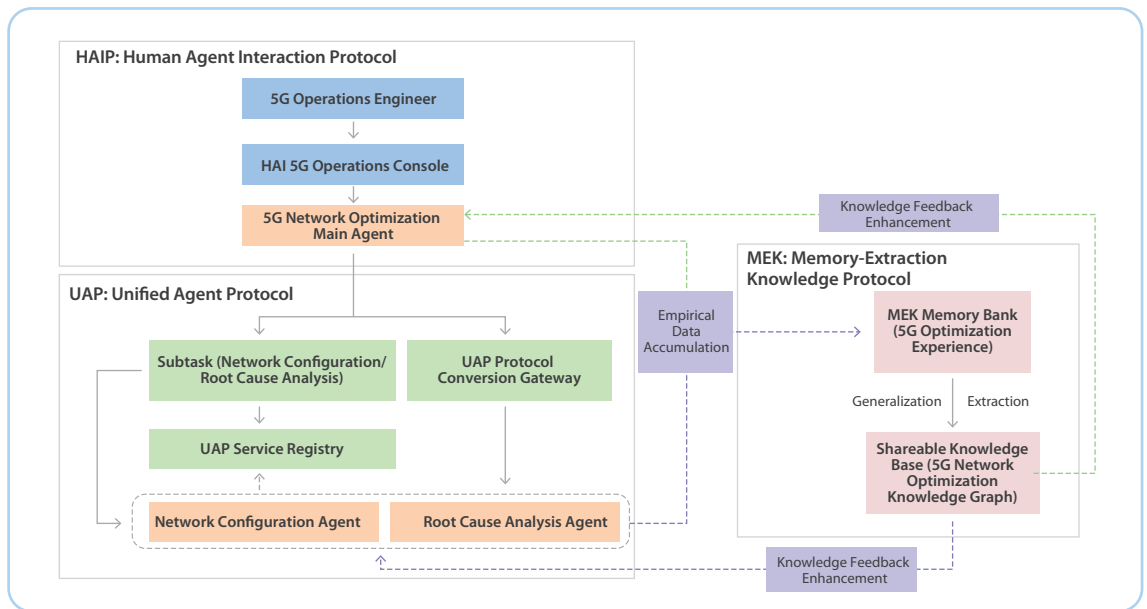 HAIP: Human Agent Interaction Protocol
5G Operations Engineer
HAI 5G Operations Console
5G Network Optimization
Main Agent
Knowledge Feedback
Enhancement
UAP: Unified Agent Protocol
Subtask (Network Configuration/
Root Cause Analysis)
UAP Protocol
Conversion Gateway
UAP Service Registry
Network Configuration Agent
Root Cause Analysis Agent
Empirical
Data
Accumulation
MEK: Memory-Extraction
Knowledge Protocol
MEK Memory Bank
(5G Optimization
Experience)
Generalization
Extraction
Shareable Knowledge
Base (5G Network
Optimization
Knowledge Graph)
Knowledge Feedback
Enhancement